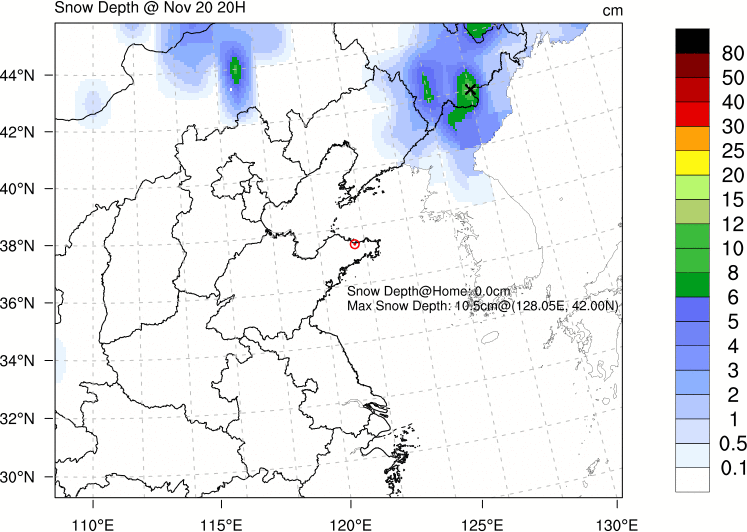 Snow Depth @ Nov 20 20H
cm
44°N
42°N
40°N
38°N
36°N
34°N
32°N
30°N
110°E
115°E
120°E
125°E
130°E
Snow Depth@Home: 0.0cm
Max Snow Depth: 10.5cm@(128.05E, 42.00N)
80
50
40
30
25
20
15
12
10
8
6
5
4
3
2
1
0.5
0.1